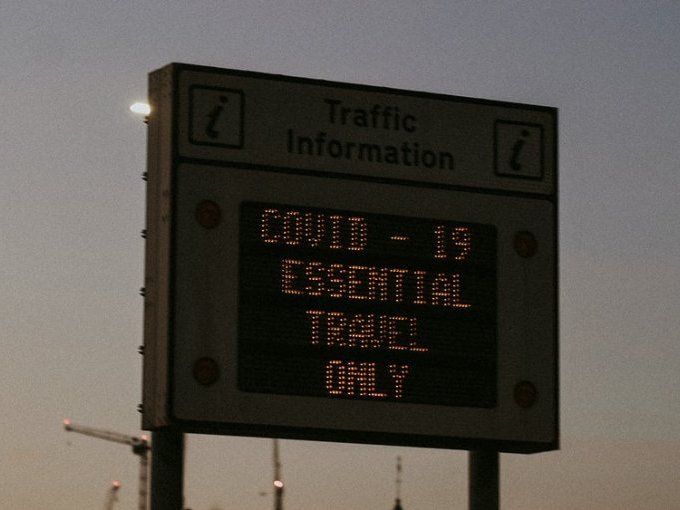 i Traffic i
Information
COVID - 19
ESSENTIAL
TRAVEL
ONLY